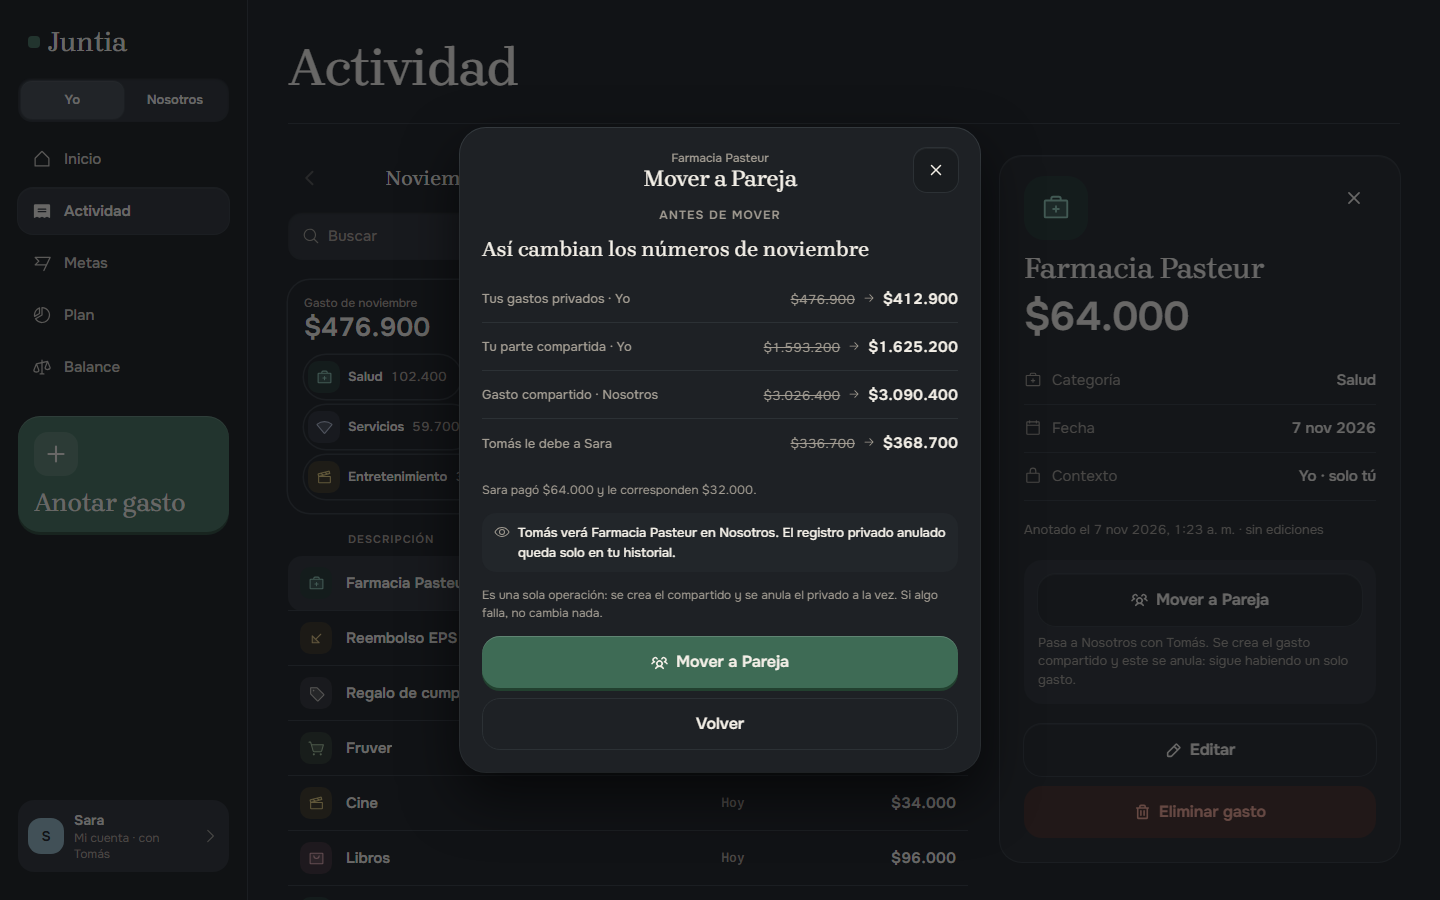 Juntia
Yo
Nosotros
Inicio
Actividad
Metas
Plan
Balance
Anotar gasto
S
Sara
Mi cuenta · con
Tomás
Actividad
Buscar
Gasto de noviembre
$476.900
Salud 102.400
Servicios 59.700
Entretenimiento
DESCRIPCIÓN
Reembolso EPS
Regalo de
Fruver
Cine
Hoy
$34.000
Libros
Hoy
$96.000
Farmacia Pasteur
Mover a Pareja
ANTES DE MOVER
Así cambian los números de noviembre
Tus gastos privados · Yo
$476.900 → $412.900
Tu parte compartida · Yo
$1.593.200 → $1.625.200
Gasto compartido · Nosotros
$3.026.400 → $3.090.400
Tomás le debe a Sara
$336.700 → $368.700
Sara pagó $64.000 y le corresponden $32.000.
Tomás verá Farmacia Pasteur en Nosotros. El registro privado anulado
queda solo en tu historial.
Es una sola operación: se crea el compartido y se anula el privado a la vez. Si algo
falla, no cambia nada.
Mover a Pareja
Volver
Farmacia Pasteur
$64.000
Categoría
Salud
Fecha
7 nov 2026
Contexto
Yo · solo tú
Anotado el 7 nov 2026, 1:23 a. m. · sin ediciones
Mover a Pareja
Pasa a Nosotros con Tomás. Se crea el gasto
compartido y este se anula: sigue habiendo un solo
gasto.
Editar
Eliminar gasto